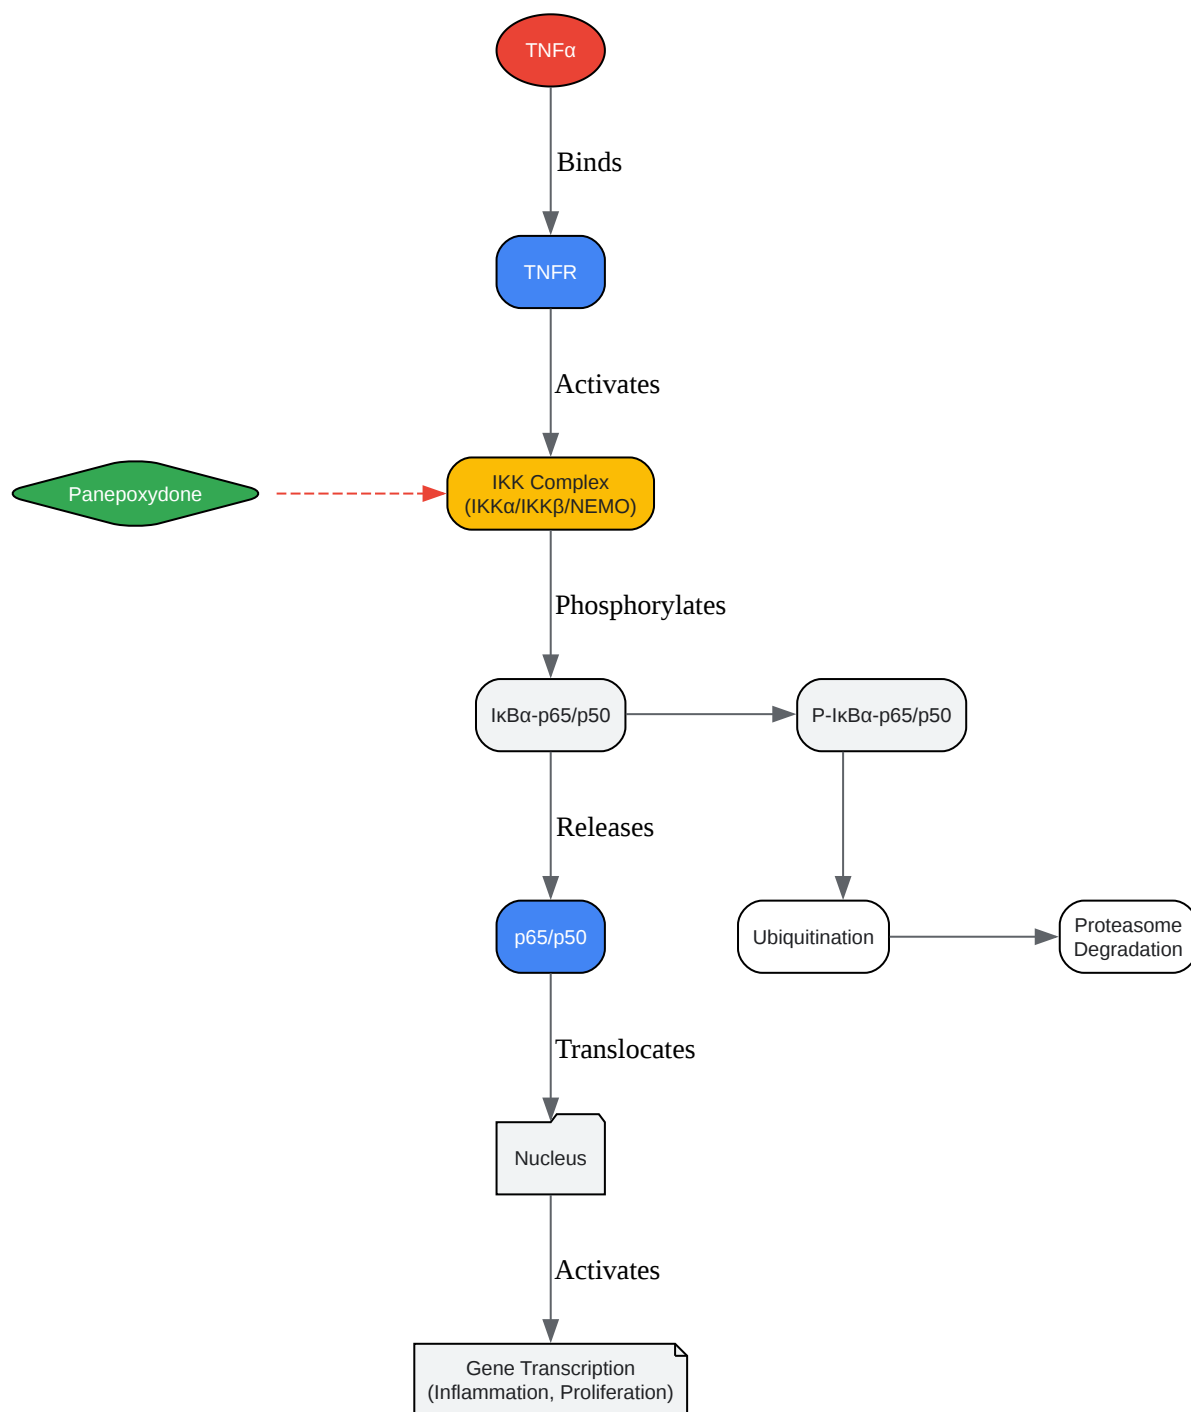 TNFα
Binds
TNFR
Activates
Panepoxydone
IKK Complex
(IKKα/IKKβ/NEMO)
Phosphorylates
IκBα-p65/p50
P-IκBα-p65/p50
Releases
p65/p50
Ubiquitination
Proteasome
Degradation
Translocates
Nucleus
Activates
Gene Transcription
(Inflammation, Proliferation)